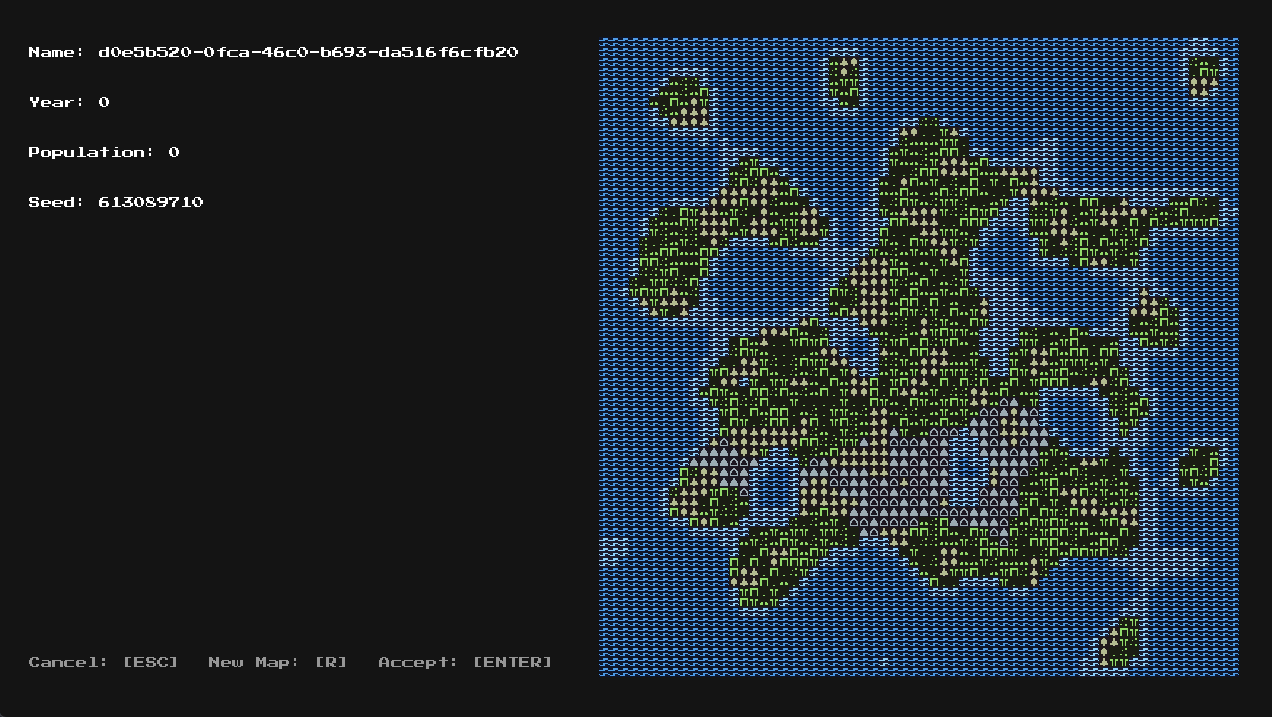 Name: d0e5b520-0fca-46c0-b693-da516f6cfb20
Year: 0
Population: 0
Seed: 613089710
Cancel: [ESC] New Map: [R] Accept: [ENTER]